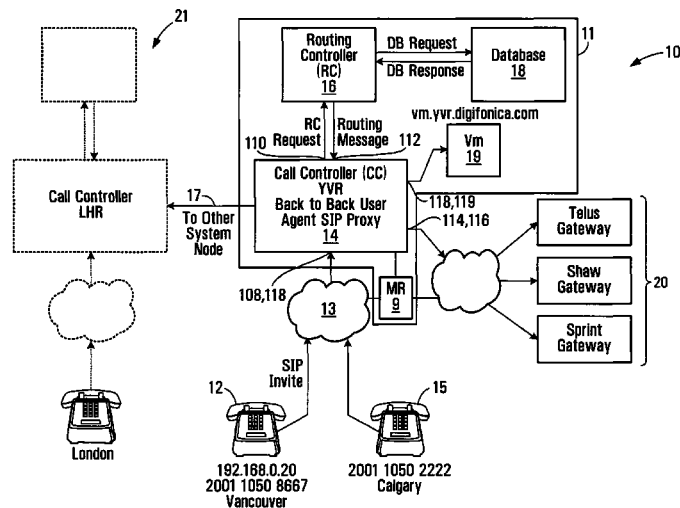 21
Routing
Controller
(RC)
16
DB Request
DB Response
Database
18
11
10
vm.yvr.digifonica.com
Vm
19
110
RC
Request
Routing
Message
112
Call Controller
LHR
17
To Other
System
Node
Call Controller (CC)
YVR
Back to Back User
Agent SIP Proxy
14
118,119
114,116
108,118
13
MR
9
Telus
Gateway
Shaw
Gateway
Sprint
Gateway
20
SIP
Invite
12
15
London
192.168.0.20
2001 1050 8667
Vancouver
2001 1050 2222
Calgary